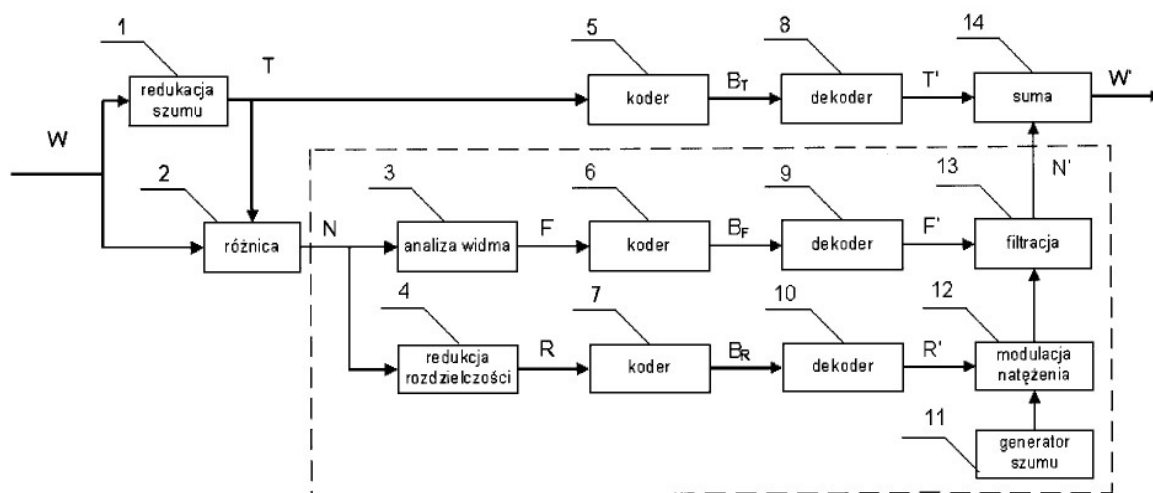 1
5
8
14
redukacja
szumu
T
koder
B_T
dekoder
T'
suma
W'
W
2
3
6
9
13
N'
różnica
N
analiza widma
F
koder
B_F
dekoder
F'
filtracja
4
7
10
12
redukcja
rozdzielczości
R
koder
B_R
dekoder
R'
modulacja
natężenia
11
generator
szumu